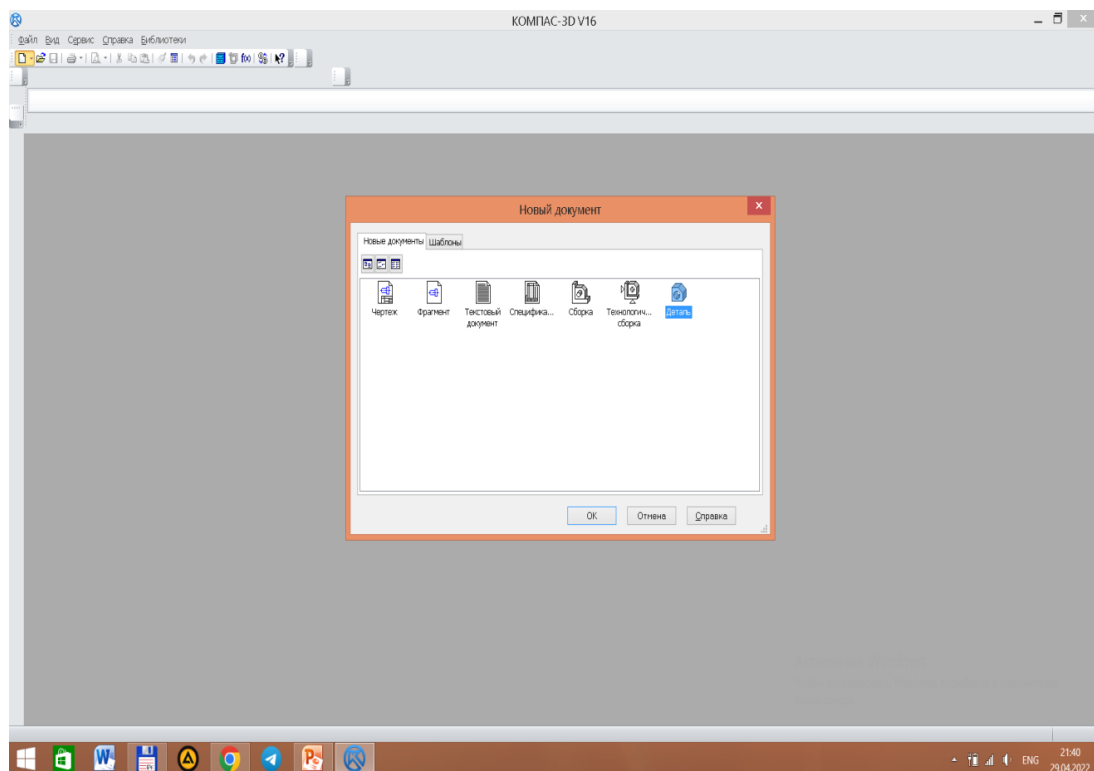 КОМПАС-3D V16
Файл Вид Сервис Справка Библиотеки
Новый документ
Новые документы Шаблоны
Чертеж Фрагмент Текстовый документ Специфика... Сборка Технологич... сборка Деталь
ОК Отмена Справка
ENG
21:40
29.04.2022